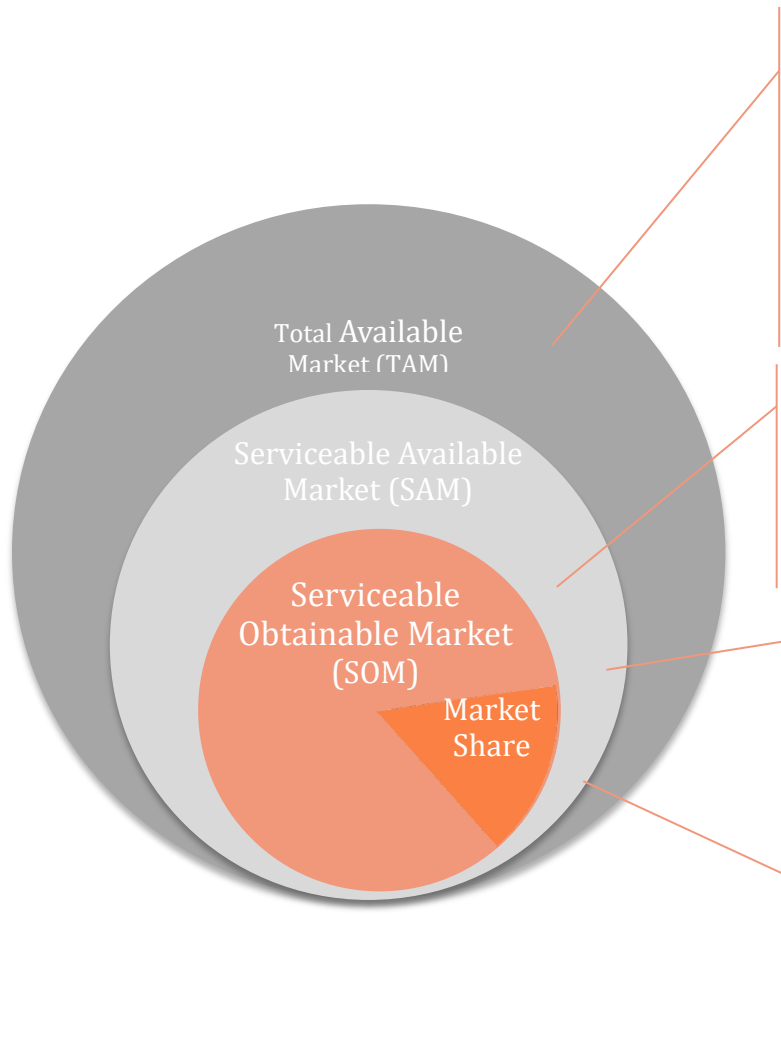 Total Available
Market (TAM)
Serviceable Available
Market (SAM)
Serviceable
Obtainable Market
(SOM)
Market
Share